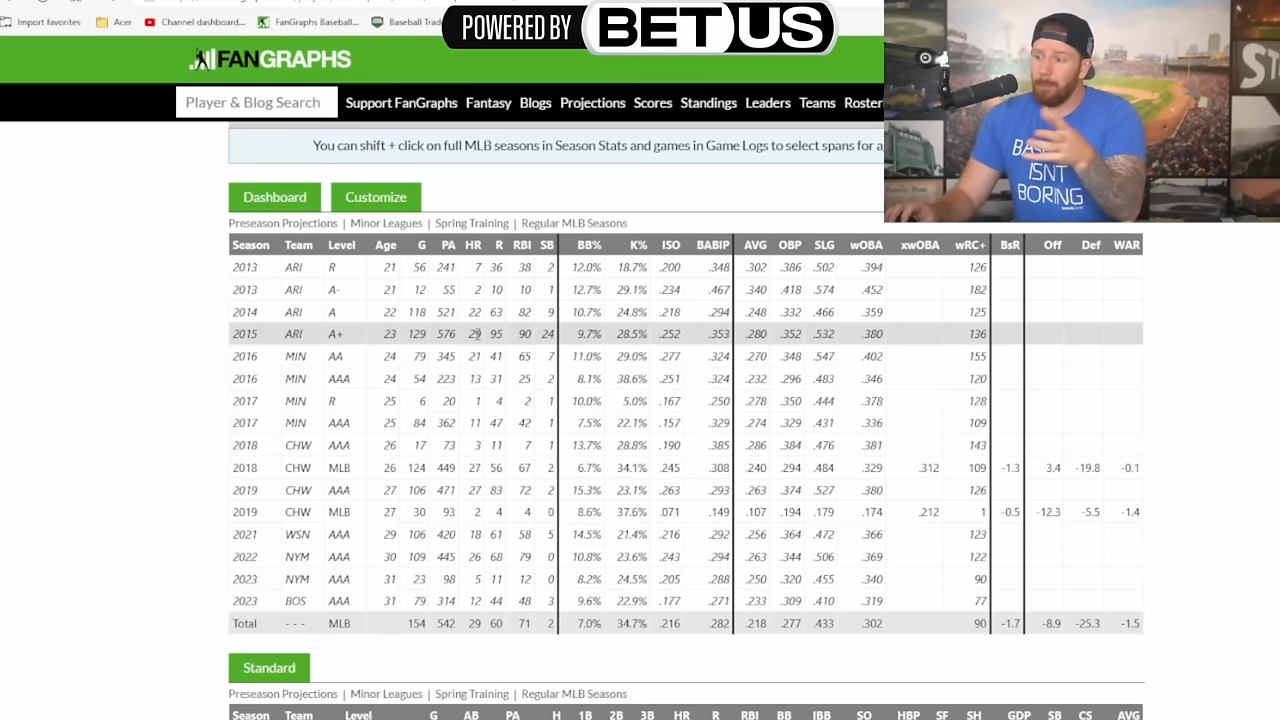 Import favorites
Acer
Channel dashboard...
FanGraphs Baseball...
Baseball Trad
POWERED BY BETUS
FANGRAPHS
Player & Blog Search Support FanGraphs Fantasy Blogs Projections Scores Standings Leaders Teams Roster
You can shift + click on full MLB seasons in Season Stats and games in Game Logs to select spans for a
BASEBALL
ISNT
BORING
ST
Dashboard Customize
Preseason Projections | Minor Leagues | Spring Training | Regular MLB Seasons
Season Team Level Age G PA HR R RBI SB BB% K% ISO BABIP AVG OBP SLG wOBA xwOBA wRC+ BsR Off Def WAR
2013 ARI R 21 56 241 7 36 38 2 12.0% 18.7% .200 .348 .302 .386 .502 .394 126
2013 ARI A- 21 12 55 2 10 10 1 12.7% 29.1% .234 .467 .340 .418 .574 .452 182
2014 ARI A 22 118 521 22 63 82 9 10.7% 24.8% .218 .294 .248 .332 .466 .359 125
2015 ARI A+ 23 129 576 29 95 90 24 9.7% 28.5% .252 .353 .280 .352 .532 .380 136
2016 MIN AA 24 79 345 21 41 65 7 11.0% 29.0% .277 .324 .270 .348 .547 .402 155
2016 MIN AAA 24 54 223 13 31 25 2 8.1% 38.6% .251 .324 .232 .296 .483 .346 120
2017 MIN R 25 6 20 1 4 2 1 10.0% 5.0% .167 .250 .278 .350 .444 .378 128
2017 MIN AAA 25 84 362 11 47 42 1 7.5% 22.1% .157 .329 .274 .329 .431 .336 109
2018 CHW AAA 26 17 73 3 11 7 1 13.7% 28.8% .190 .385 .286 .384 .476 .381 143
2018 CHW MLB 26 124 449 27 56 67 2 6.7% 34.1% .245 .308 .240 .294 .484 .329 .312 109 -1.3 3.4 -19.8 -0.1
2019 CHW AAA 27 106 471 27 83 72 2 15.3% 23.1% .263 .293 .263 .374 .527 .380 126
2019 CHW MLB 27 30 93 2 4 4 0 8.6% 37.6% .071 .149 .107 .194 .179 .174 .212 1 -0.5 -12.3 -5.5 -1.4
2021 WSN AAA 29 106 420 18 61 58 5 14.5% 21.4% .216 .292 .256 .364 .472 .366 123
2022 NYM AAA 30 109 445 26 68 79 0 10.8% 23.6% .243 .294 .263 .344 .506 .369 122
2023 NYM AAA 31 23 98 5 11 12 0 8.2% 24.5% .205 .288 .250 .320 .455 .340 90
2023 BOS AAA 31 79 314 12 44 48 3 9.6% 22.9% .177 .271 .233 .309 .410 .319 77
Total - - - MLB 154 542 29 60 71 2 7.0% 34.7% .216 .282 .218 .277 .433 .302 90 -1.7 -8.9 -25.3 -1.5
Standard
Preseason Projections | Minor Leagues | Spring Training | Regular MLB Seasons
Season Team Level G AB PA H 1B 2B 3B HR R RBI BB IBB SO HBP SF SH GDP SB CS AVG